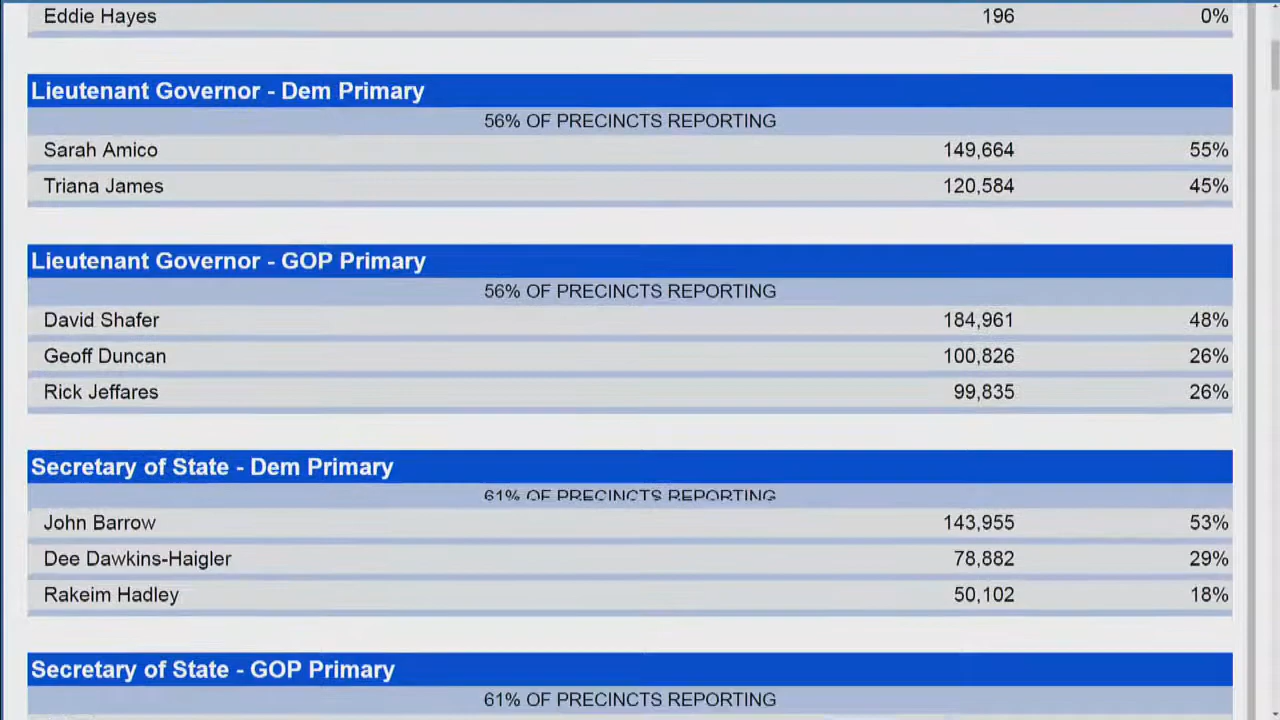 Eddie Hayes 196 0%
Lieutenant Governor - Dem Primary
56% OF PRECINCTS REPORTING
Sarah Amico 149,664 55%
Triana James 120,584 45%
Lieutenant Governor - GOP Primary
56% OF PRECINCTS REPORTING
David Shafer 184,961 48%
Geoff Duncan 100,826 26%
Rick Jeffares 99,835 26%
Secretary of State - Dem Primary
61% OF PRECINCTS REPORTING
John Barrow 143,955 53%
Dee Dawkins-Haigler 78,882 29%
Rakeim Hadley 50,102 18%
Secretary of State - GOP Primary
61% OF PRECINCTS REPORTING